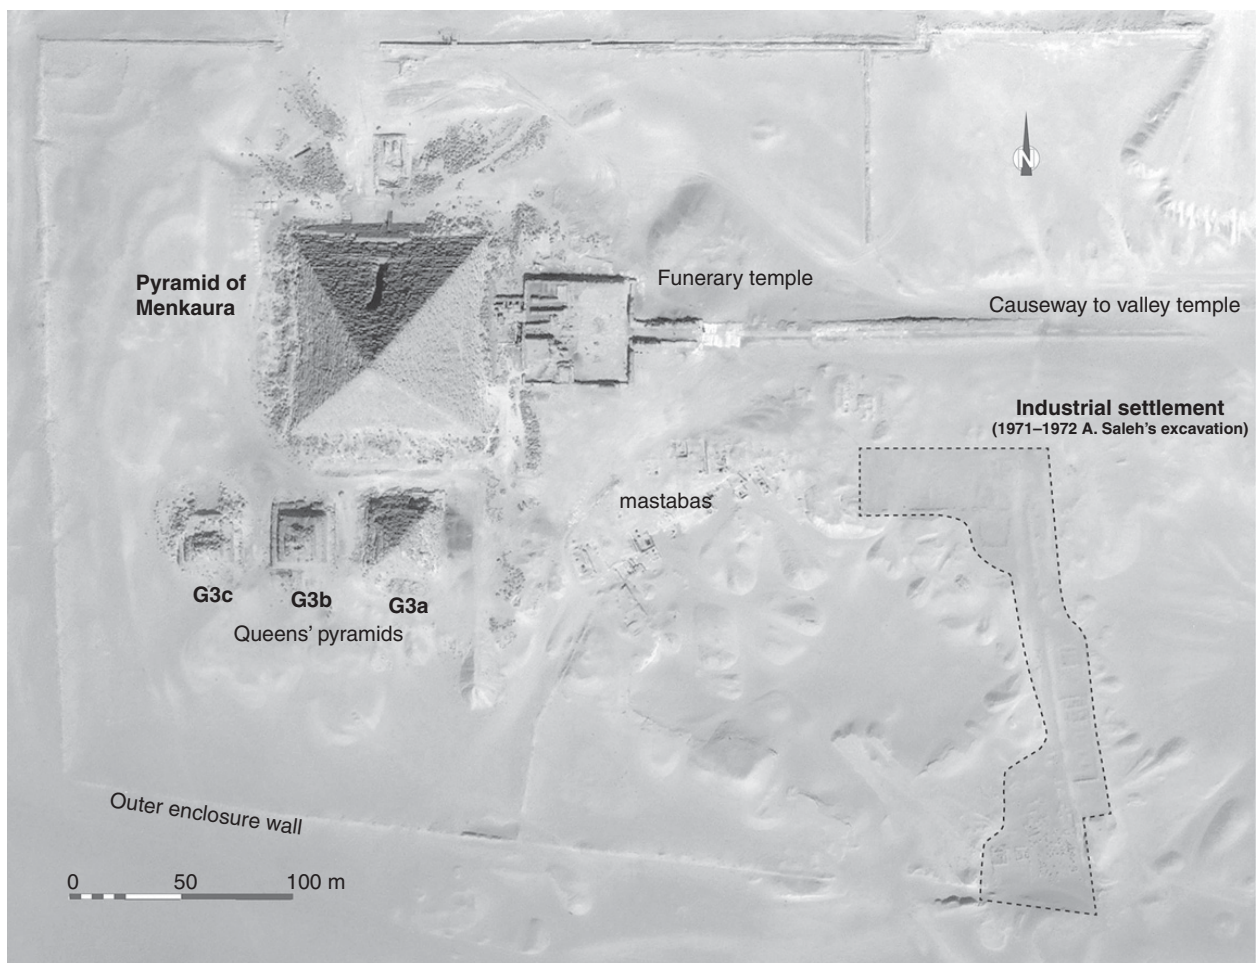 N
Pyramid of
Menkaura
Funerary temple
Causeway to valley temple
Industrial settlement
(1971–1972 A. Saleh's excavation)
mastabas
G3c
G3b
G3a
Queens' pyramids
Outer enclosure wall
0 50 100 m